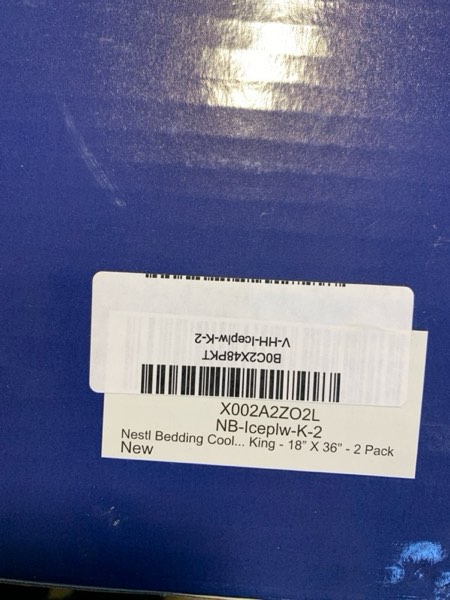 V-HH-Iceplw-K-2
B0C2X48PKT
X002A2ZO2L
NB-Iceplw-K-2
Nestl Bedding Cool... King - 18" X 36" - 2 Pack
New